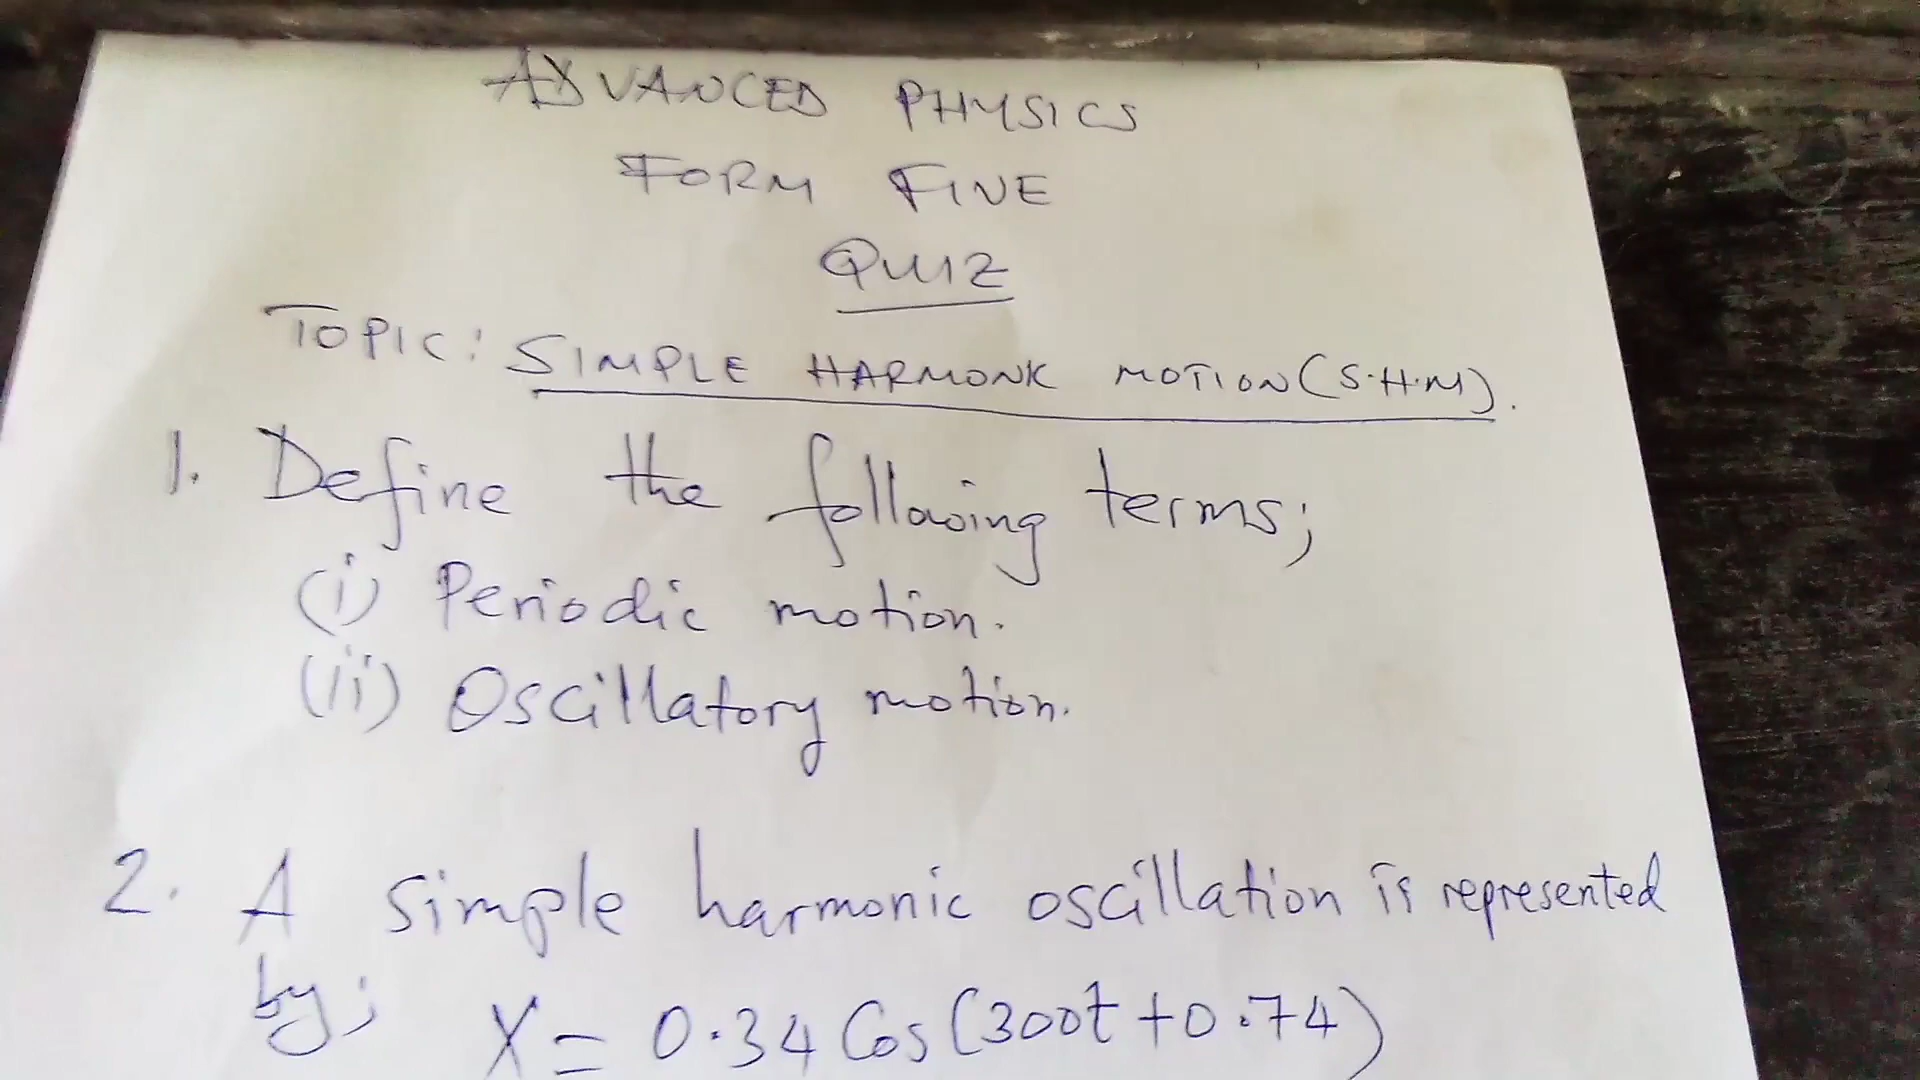 ADVANCED PHYSICS
FORM FIVE
QUIZ
TOPIC: SIMPLE HARMONIC MOTION (S.H.M).
1. Define the following terms;
(i) Periodic motion.
(ii) Oscillatory motion.
2. A simple harmonic oscillation is represented
by; X = 0.34 Cos (300t + 0.74)